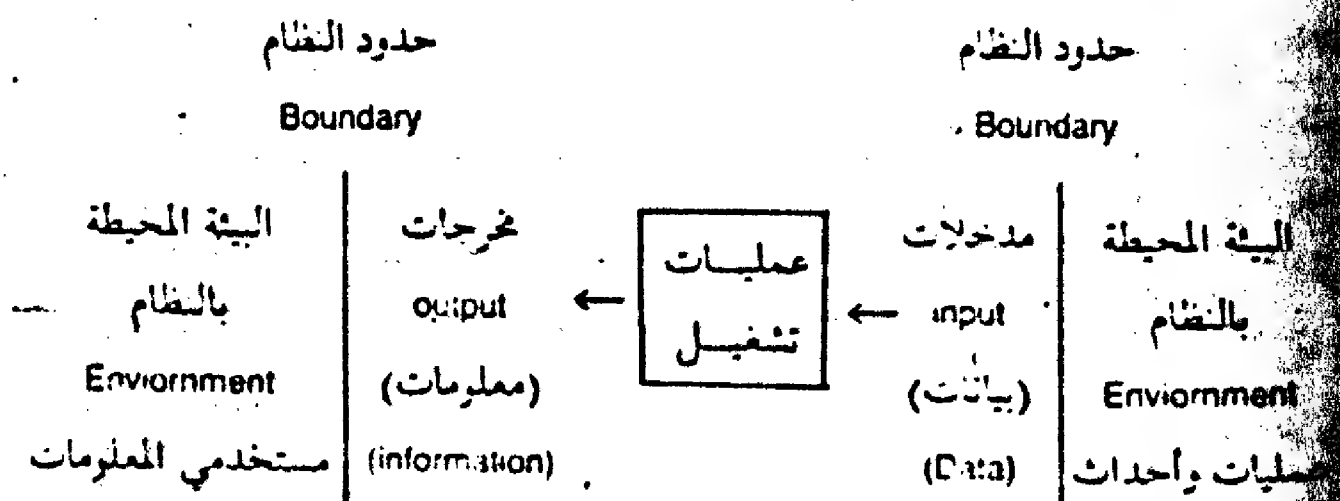 حدود النظام
Boundary
حدود النظام
Boundary
البيئة المحيطة
بالنظام
Enviornment
عمليات وأحداث
مدخلات
input
(بيانات)
(Data)
←
عمليات
تشغيل
←
مخرجات
output
(معلومات)
(information)
البيئة المحيطة
بالنظام
Enviornment
مستخدمي المعلومات